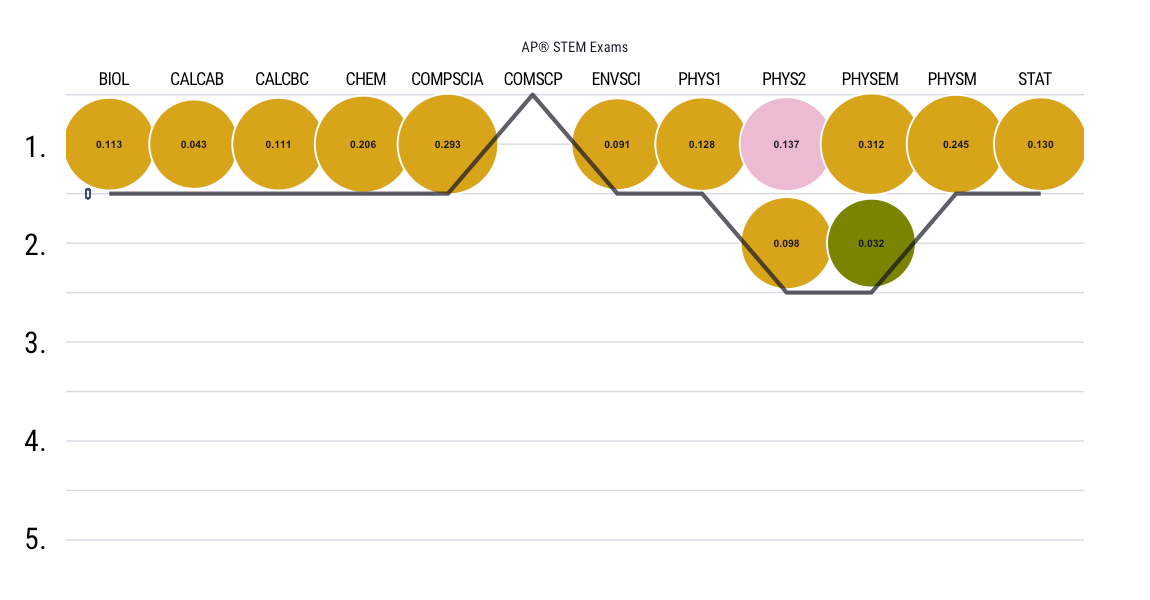 AP® STEM Exams
BIOL CALCAB CALCBC CHEM COMPSCIA COMSCP ENVSCI PHYS1 PHYS2 PHYSEM PHYSM STAT
1. 0.113 0.043 0.111 0.206 0.293 0.091 0.128 0.137 0.312 0.245 0.130
0
2. 0.098 0.032
3.
4.
5.